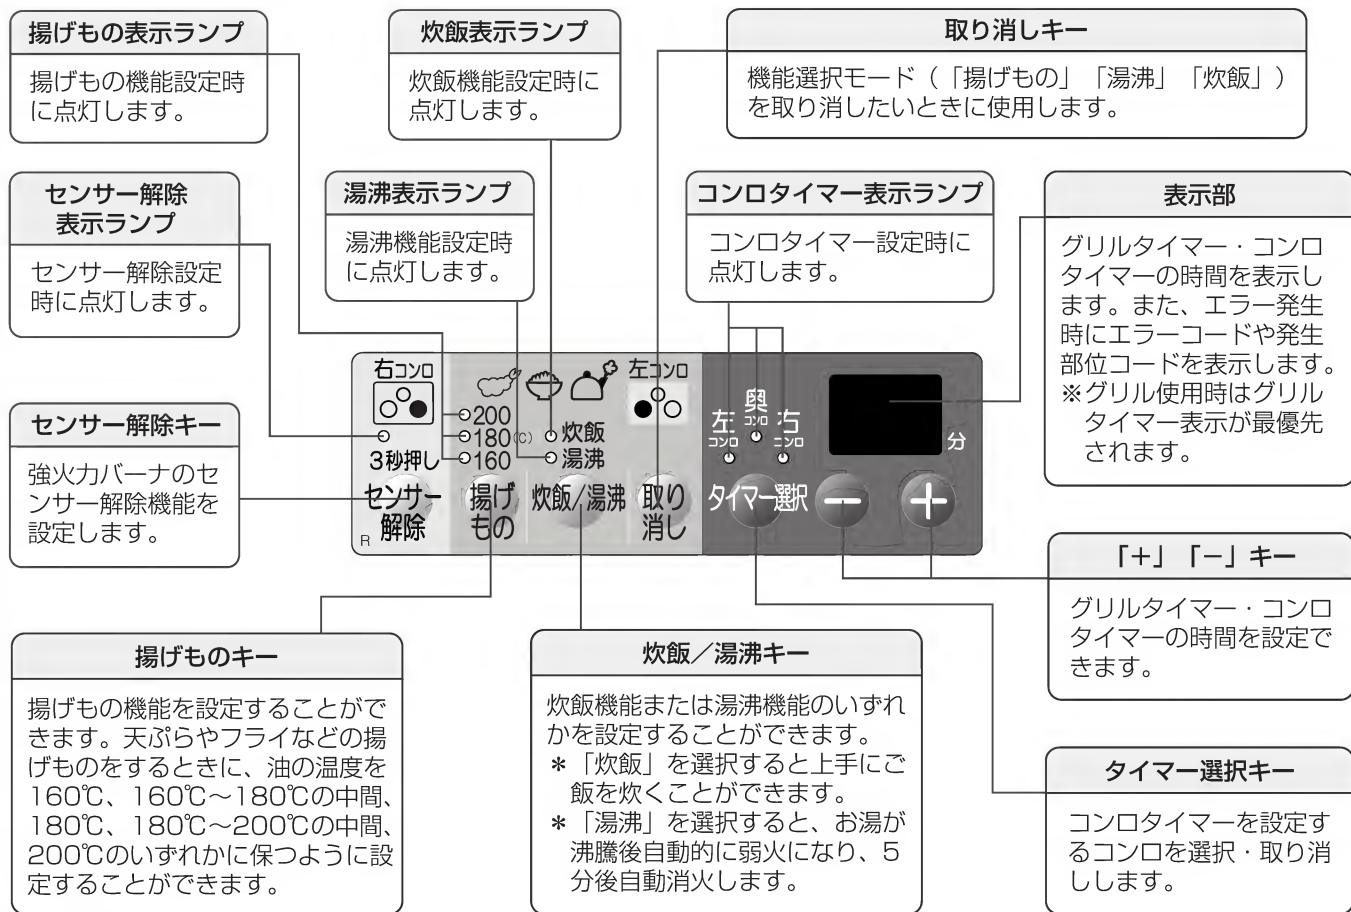 揚げもの表示ランプ
揚げもの機能設定時
に点灯します。
炊飯表示ランプ
炊飯機能設定時に
点灯します。
取り消しキー
機能選択モード（「揚げもの」「湯沸」「炊飯」）
を取り消したいときに使用します。
センサー解除
表示ランプ
センサー解除設定
時に点灯します。
湯沸表示ランプ
湯沸機能設定時
に点灯します。
コンロタイマー表示ランプ
コンロタイマー設定時に
点灯します。
表示部
グリルタイマー・コンロ
タイマーの時間を表示し
ます。また、エラー発生
時にエラーコードや発生
部位コードを表示します。
※グリル使用時はグリル
タイマー表示が最優先
されます。
センサー解除キー
強火力バーナのセ
ンサー解除機能を
設定します。
右コンロ
3秒押し
センサー
解除
R
200
180(℃)
160
揚げ
もの
炊飯
湯沸
炊飯/湯沸
左コンロ
取り
消し
左
コンロ
奥
コンロ
右
コンロ
タイマー選択
分
－
＋
「＋」「－」キー
グリルタイマー・コンロ
タイマーの時間を設定で
きます。
揚げものキー
揚げもの機能を設定することがで
きます。天ぷらやフライなどの揚
げものをするときに、油の温度を
160℃、160℃～180℃の中間、
180℃、180℃～200℃の中間、
200℃のいずれかに保つように設
定することができます。
炊飯／湯沸キー
炊飯機能または湯沸機能のいずれ
かを設定することができます。
＊「炊飯」を選択すると上手にご
飯を炊くことができます。
＊「湯沸」を選択すると、お湯が
沸騰後自動的に弱火になり、5
分後自動消火します。
タイマー選択キー
コンロタイマーを設定す
るコンロを選択・取り消
しします。